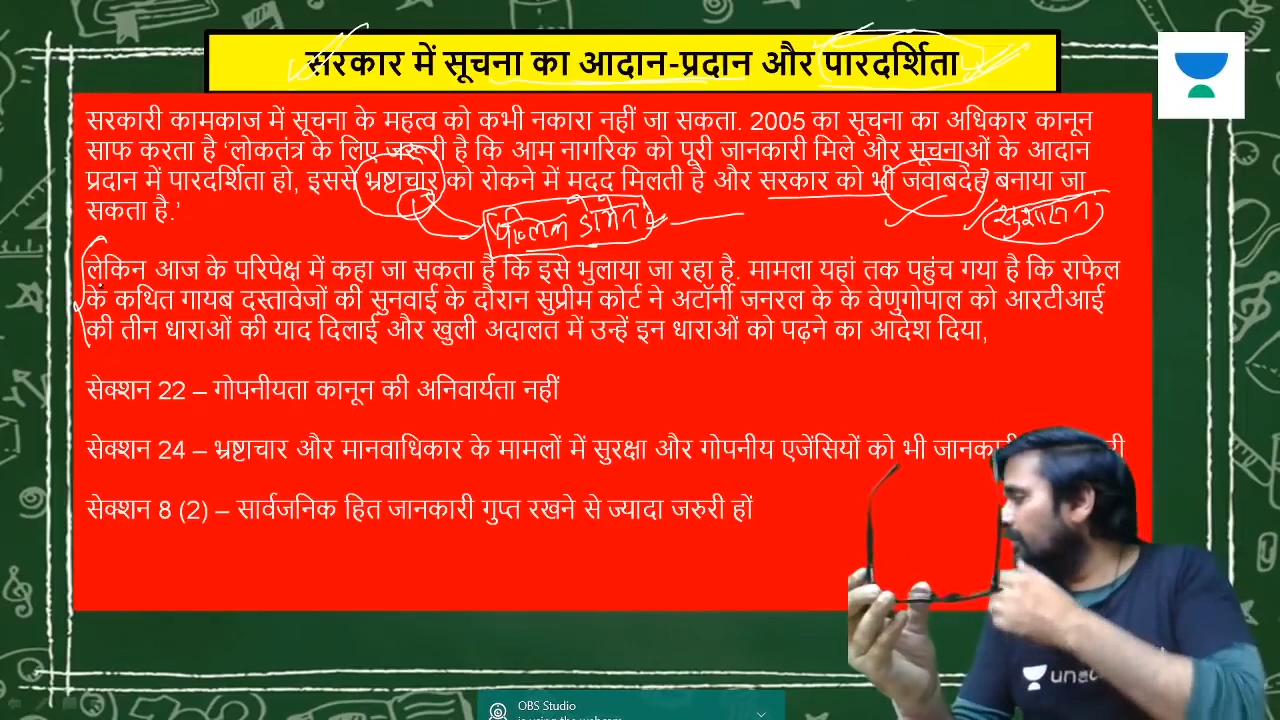 सरकार में सूचना का आदान-प्रदान और पारदर्शिता
सरकारी कामकाज में सूचना के महत्व को कभी नकारा नहीं जा सकता. 2005 का सूचना का अधिकार कानून
साफ करता है ‘लोकतंत्र के लिए जरूरी है कि आम नागरिक को पूरी जानकारी मिले और सूचनाओं के आदान
प्रदान में पारदर्शिता हो, इससे भ्रष्टाचार को रोकने में मदद मिलती है और सरकार को भी जवाबदेह बनाया जा
सकता है.’
सुशासन
लेकिन आज के परिपेक्ष में कहा जा सकता है कि इसे भुलाया जा रहा है. मामला यहां तक पहुंच गया है कि राफेल
के कथित गायब दस्तावेजों की सुनवाई के दौरान सुप्रीम कोर्ट ने अटॉर्नी जनरल के के वेणुगोपाल को आरटीआई
की तीन धाराओं की याद दिलाई और खुली अदालत में उन्हें इन धाराओं को पढ़ने का आदेश दिया,
सेक्शन 22 – गोपनीयता कानून की अनिवार्यता नहीं
सेक्शन 24 – भ्रष्टाचार और मानवाधिकार के मामलों में सुरक्षा और गोपनीय एजेंसियों को भी
सेक्शन 8 (2) – सार्वजनिक हित जानकारी गुप्त रखने से ज्यादा जरुरी हों
OBS Studio